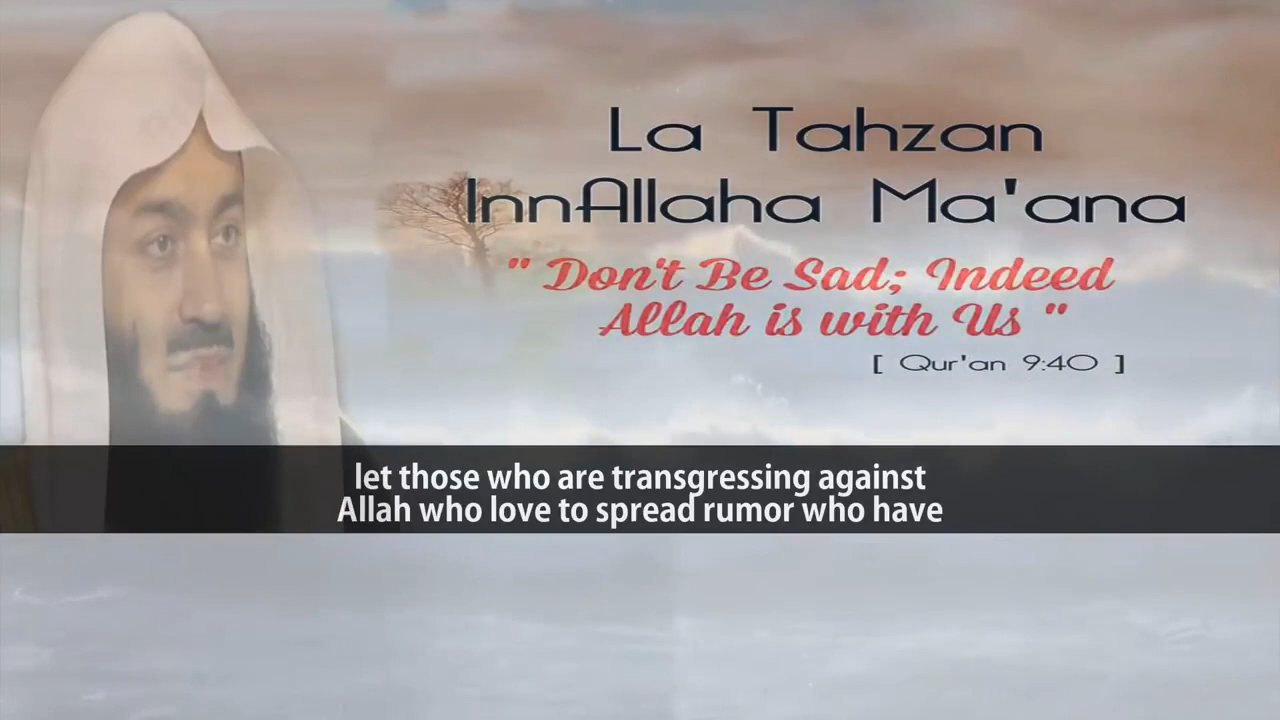 La Tahzan
InnAllaha Ma'ana
" Don't Be Sad; Indeed
Allah is with Us "
[ Qur'an 9:40 ]
let those who are transgressing against
Allah who love to spread rumor who have